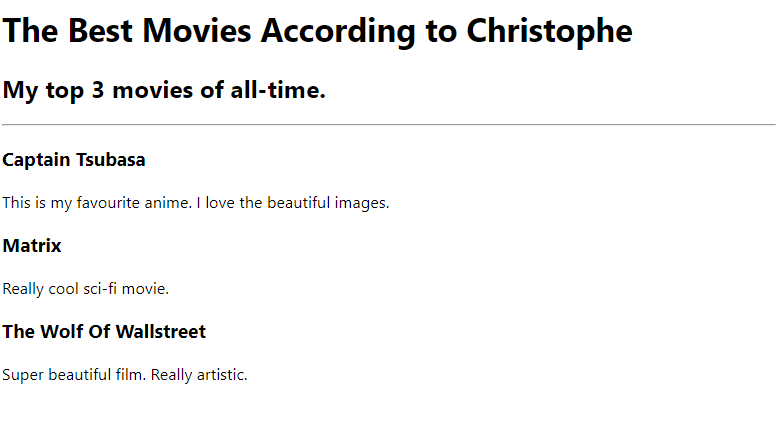 The Best Movies According to Christophe
My top 3 movies of all-time.
Captain Tsubasa
This is my favourite anime. I love the beautiful images.
Matrix
Really cool sci-fi movie.
The Wolf Of Wallstreet
Super beautiful film. Really artistic.